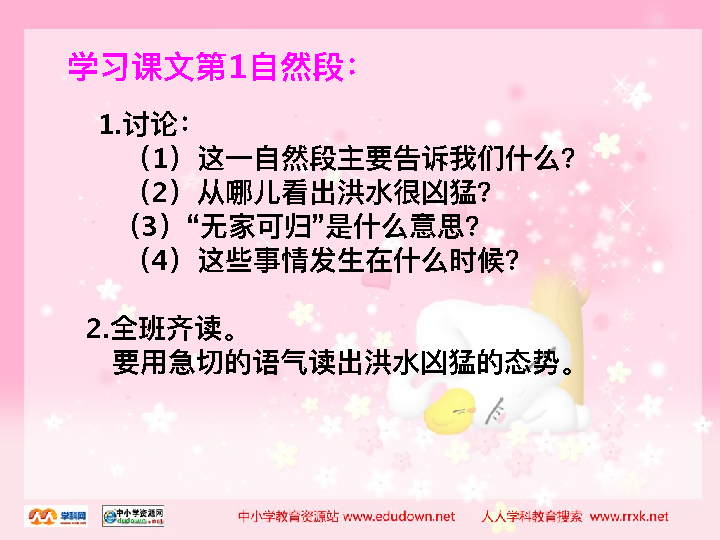 学习课文第1自然段：
1.讨论：
（1）这一自然段主要告诉我们什么？
（2）从哪儿看出洪水很凶猛？
（3）“无家可归”是什么意思？
（4）这些事情发生在什么时候？
2.全班齐读。
要用急切的语气读出洪水凶猛的态势。
学科网
www.rrxk.net
中小学资源网
edudown.net
中小学教育资源站 www.edudown.net 人人学科教育搜索 www.rrxk.net